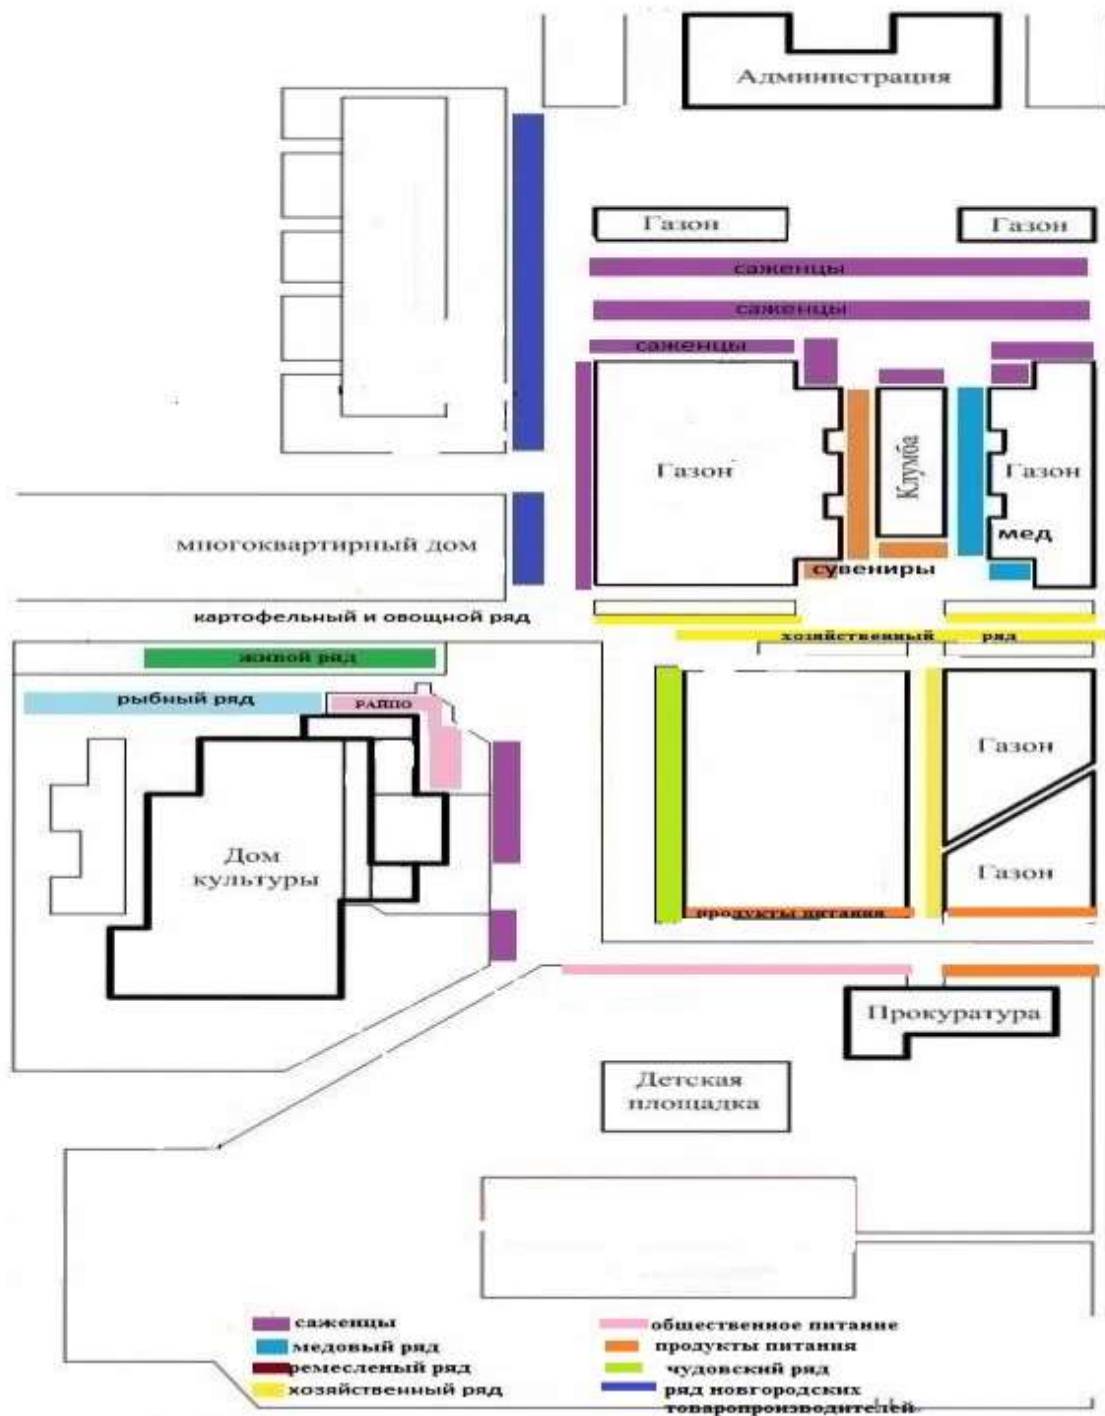 Администрация
Газон
Газон
саженцы
саженцы
саженцы
Газон
Клумба
Газон
мед
сувениры
многоквартирный дом
картофельный и овощной ряд
хозяйственный ряд
живой ряд
рыбный ряд
РАЙПО
Газон
Дом
культуры
Газон
продукты питания
Прокуратура
Детская
площадка
саженцы
медовый ряд
ремесленый ряд
хозяйственный ряд
общественное питание
продукты питания
чудовский ряд
ряд новгородских
товаропроизводителей